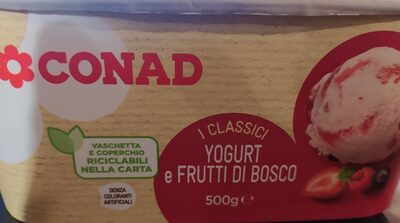 CONAD
VASCHETTA
E COPERCHIO
RICICLABILI
NELLA CARTA
SENZA
COLORANTI
ARTIFICIALI
I CLASSICI
YOGURT
e FRUTTI DI BOSCO
500g e